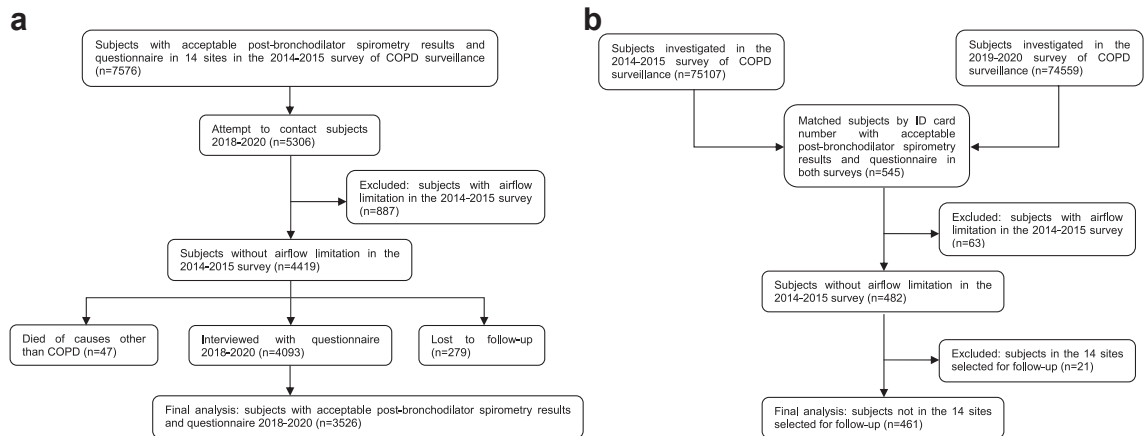 a
Subjects with acceptable post-bronchodilator spirometry results and
questionnaire in 14 sites in the 2014-2015 survey of COPD surveillance
(n=7576)
Attempt to contact subjects
2018-2020 (n=5306)
Excluded: subjects with airflow
limitation in the 2014-2015 survey
(n=887)
Subjects without airflow limitation in the
2014-2015 survey (n=4419)
Died of causes other
than COPD (n=47)
Interviewed with questionnaire
2018-2020 (n=4093)
Lost to follow-up
(n=279)
Final analysis: subjects with acceptable post-bronchodilator spirometry results
and questionnaire 2018-2020 (n=3526)
b
Subjects investigated in the
2014-2015 survey of COPD
surveillance (n=75107)
Subjects investigated in the
2019-2020 survey of COPD
surveillance (n=74559)
Matched subjects by ID card
number with acceptable
post-bronchodilator spirometry
results and questionnaire in
both surveys (n=545)
Excluded: subjects with airflow
limitation in the 2014-2015 survey
(n=63)
Subjects without airflow limitation in the
2014-2015 survey (n=482)
Excluded: subjects in the 14 sites
selected for follow-up (n=21)
Final analysis: subjects not in the 14 sites
selected for follow-up (n=461)